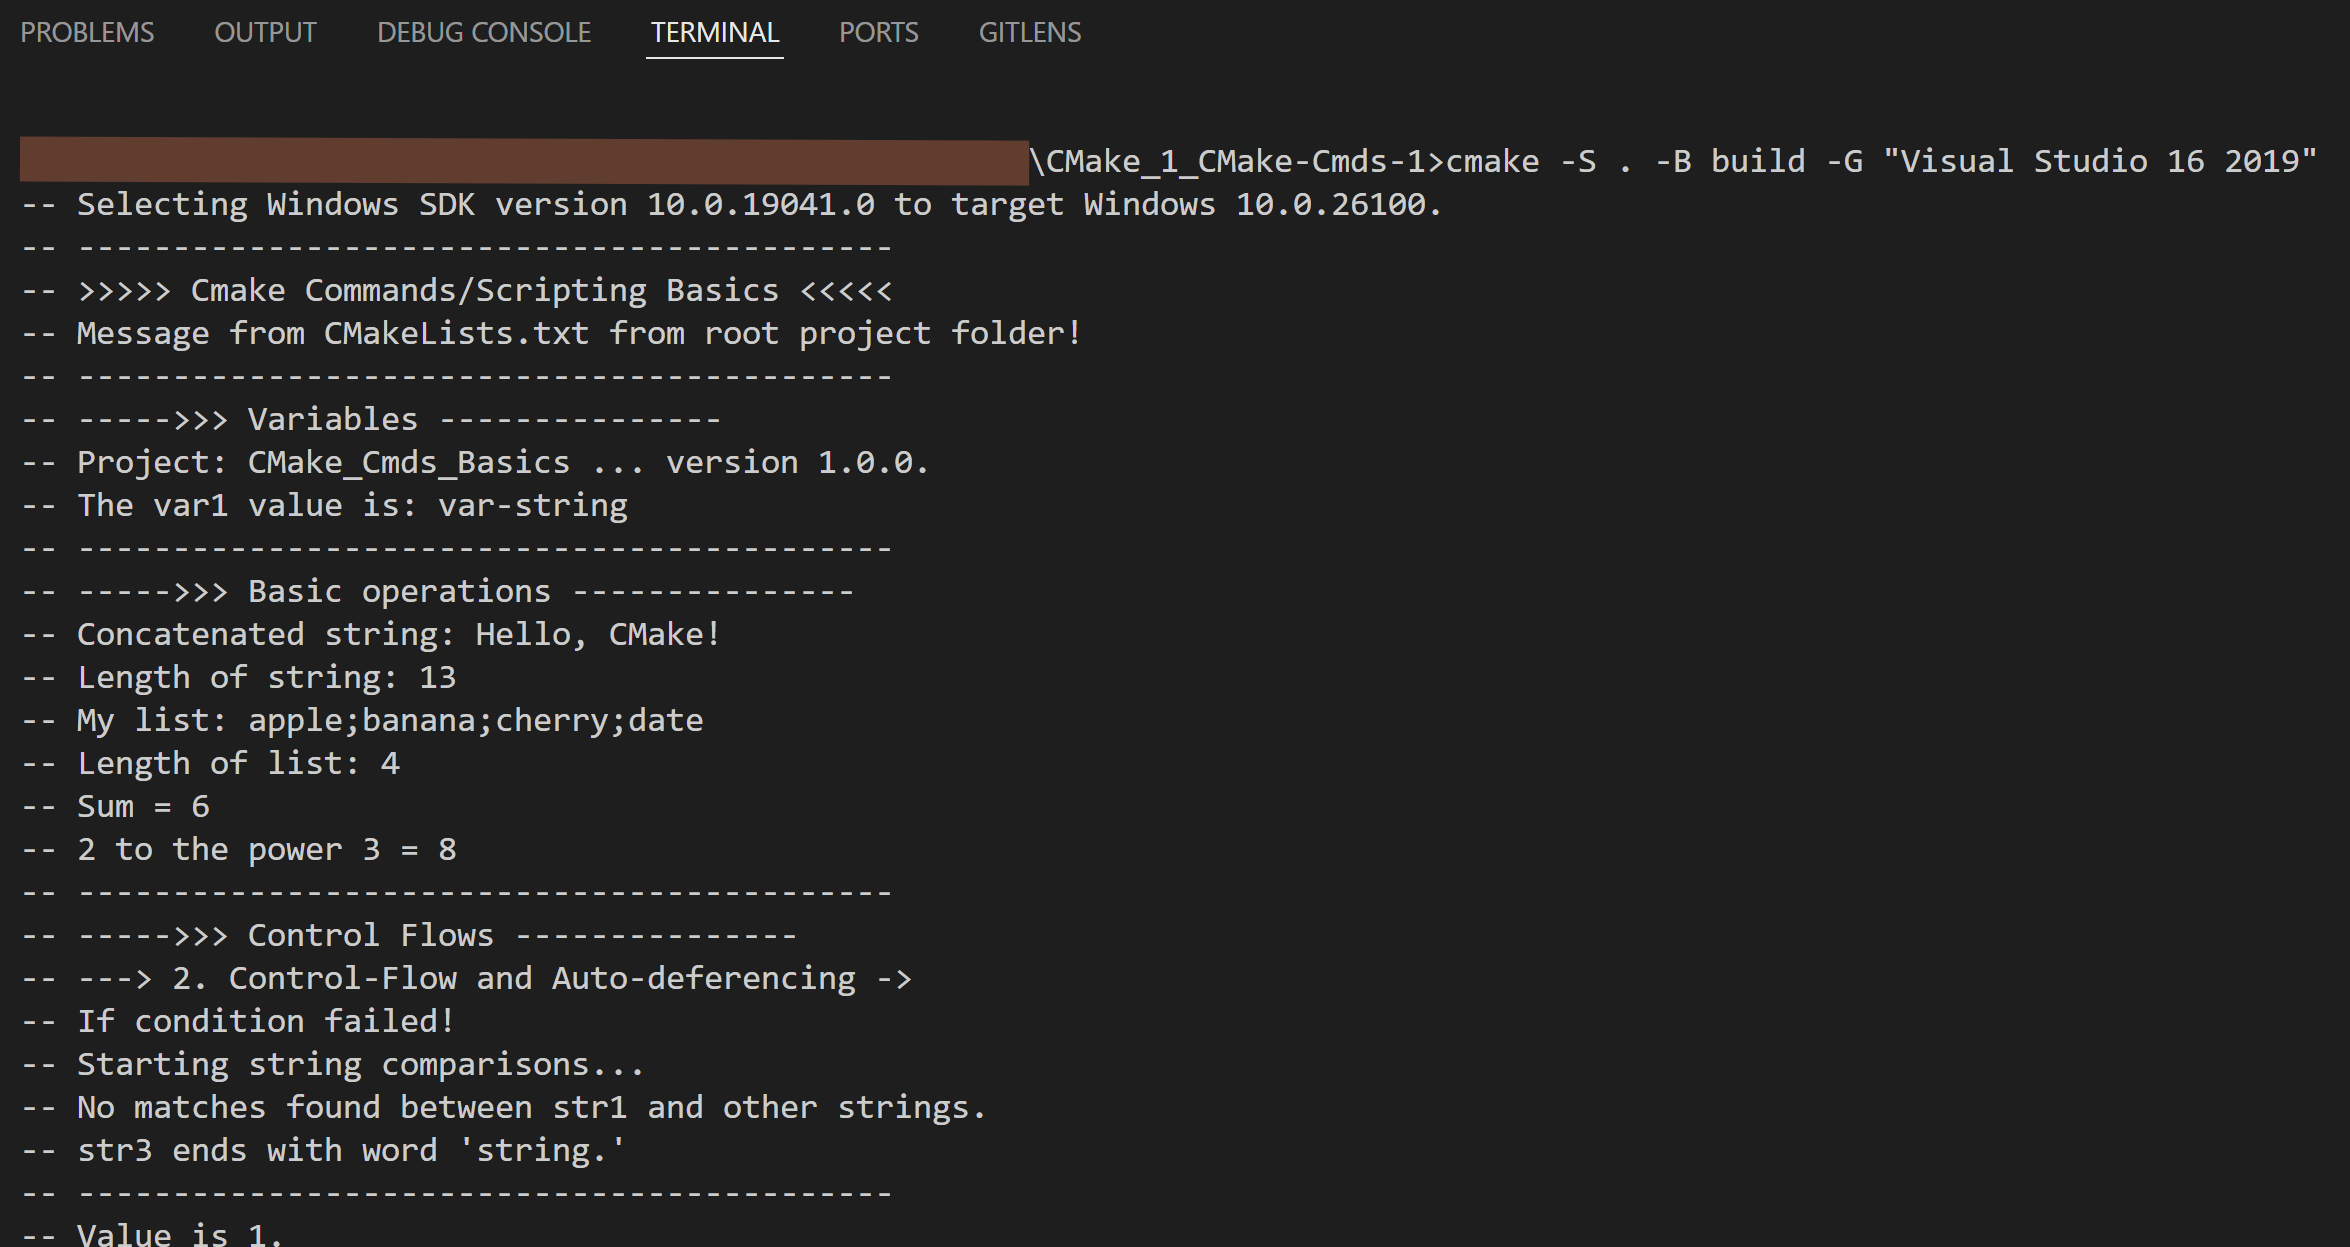 PROBLEMS OUTPUT DEBUG CONSOLE TERMINAL PORTS GITLENS
\CMake_1_CMake-Cmds-1>cmake -S . -B build -G "Visual Studio 16 2019"
-- Selecting Windows SDK version 10.0.19041.0 to target Windows 10.0.26100.
-- -------------------------------------------
-- >>>>> Cmake Commands/Scripting Basics <<<<<
-- Message from CMakeLists.txt from root project folder!
-- -------------------------------------------
-- ----->>> Variables ---------------
-- Project: CMake_Cmds_Basics ... version 1.0.0.
-- The var1 value is: var-string
-- -------------------------------------------
-- ----->>> Basic operations ---------------
-- Concatenated string: Hello, CMake!
-- Length of string: 13
-- My list: apple;banana;cherry;date
-- Length of list: 4
-- Sum = 6
-- 2 to the power 3 = 8
-- -------------------------------------------
-- ----->>> Control Flows ---------------
-- ---> 2. Control-Flow and Auto-deferencing ->
-- If condition failed!
-- Starting string comparisons...
-- No matches found between str1 and other strings.
-- str3 ends with word 'string.'
-- -------------------------------------------
-- Value is 1.